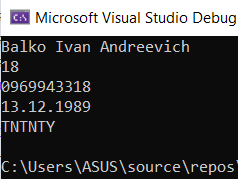 Microsoft Visual Studio Debug
Balko Ivan Andreevich
18
0969943318
13.12.1989
TNTNTY
C:\Users\ASUS\source\repos